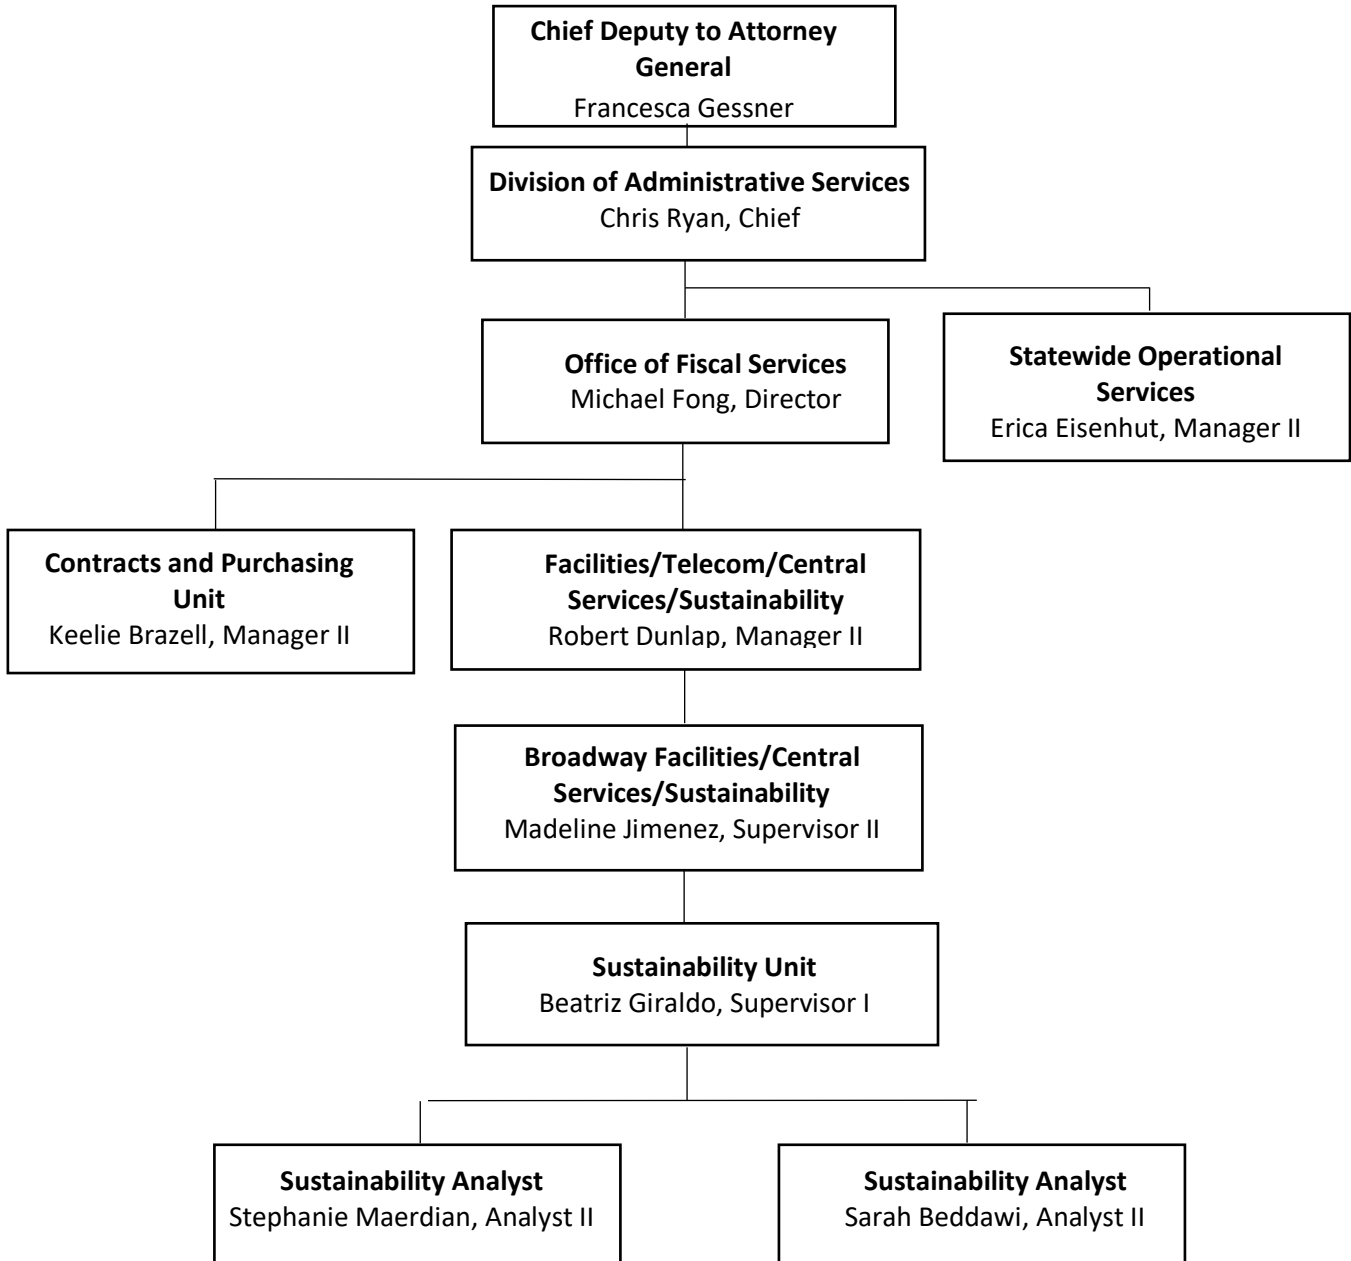 Chief Deputy to Attorney
General
Francesca Gessner
Division of Administrative Services
Chris Ryan, Chief
Office of Fiscal Services
Michael Fong, Director
Statewide Operational
Services
Erica Eisenhut, Manager II
Contracts and Purchasing
Unit
Keelie Brazell, Manager II
Facilities/Telecom/Central
Services/Sustainability
Robert Dunlap, Manager II
Broadway Facilities/Central
Services/Sustainability
Madeline Jimenez, Supervisor II
Sustainability Unit
Beatriz Giraldo, Supervisor I
Sustainability Analyst
Stephanie Maerdian, Analyst II
Sustainability Analyst
Sarah Beddawi, Analyst II